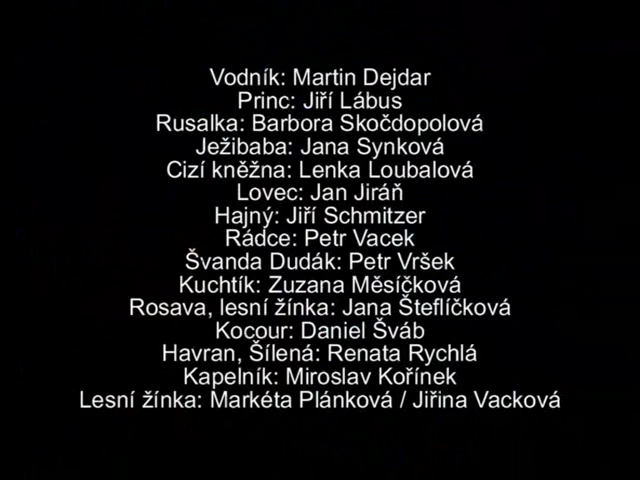 Vodník: Martin Dejdar
Princ: Jiří Lábus
Rusalka: Barbora Skočdopolová
Ježibaba: Jana Synková
Cizí kněžna: Lenka Loubalová
Lovec: Jan Jiráň
Hajný: Jiří Schmitzer
Rádce: Petr Vacek
Švanda Dudák: Petr Vršek
Kuchtík: Zuzana Měsíčková
Rosava, lesní žínka: Jana Šteflíčková
Kocour: Daniel Šváb
Havran, Šílená: Renata Rychlá
Kapelník: Miroslav Kořínek
Lesní žínka: Markéta Plánková / Jiřina Vacková